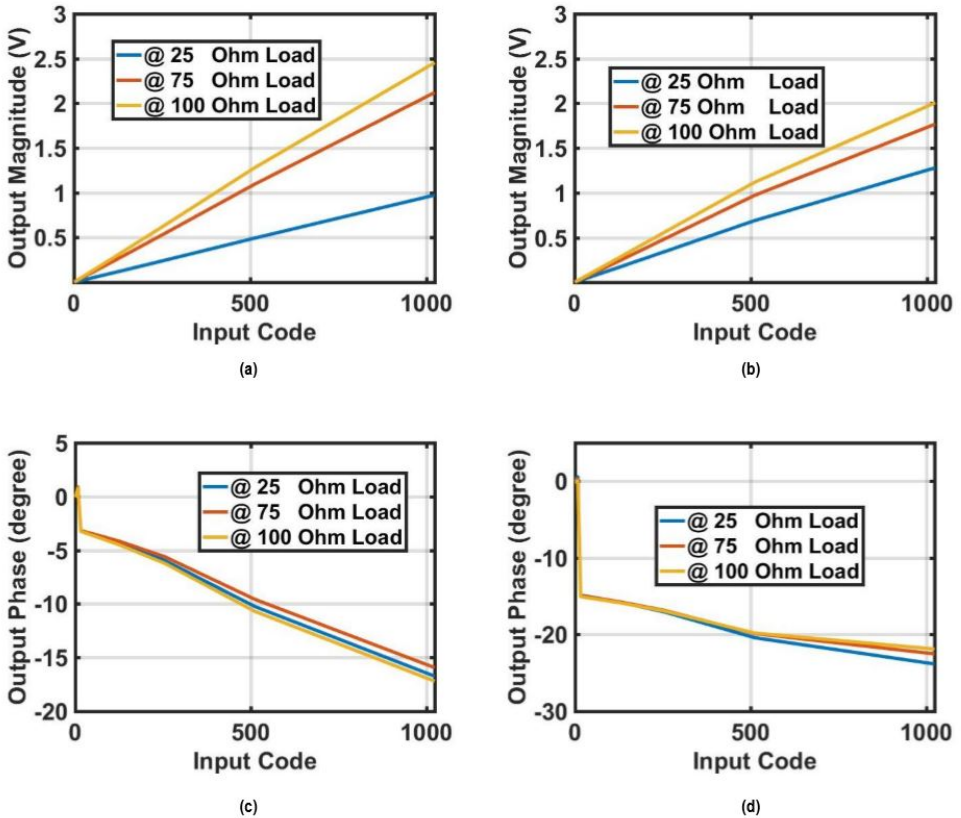 3
2.5
2
1.5
1
0.5
0
500
1000
Output Magnitude (V)
Input Code
@ 25 Ohm Load
@ 75 Ohm Load
@ 100 Ohm Load
(a)
3
2.5
2
1.5
1
0.5
0
500
1000
Output Magnitude (V)
Input Code
@ 25 Ohm Load
@ 75 Ohm Load
@ 100 Ohm Load
(b)
5
0
-5
-10
-15
-20
0
500
1000
Output Phase (degree)
Input Code
@ 25 Ohm Load
@ 75 Ohm Load
@ 100 Ohm Load
(c)
0
-10
-20
-30
0
500
1000
Output Phase (degree)
Input Code
@ 25 Ohm Load
@ 75 Ohm Load
@ 100 Ohm Load
(d)